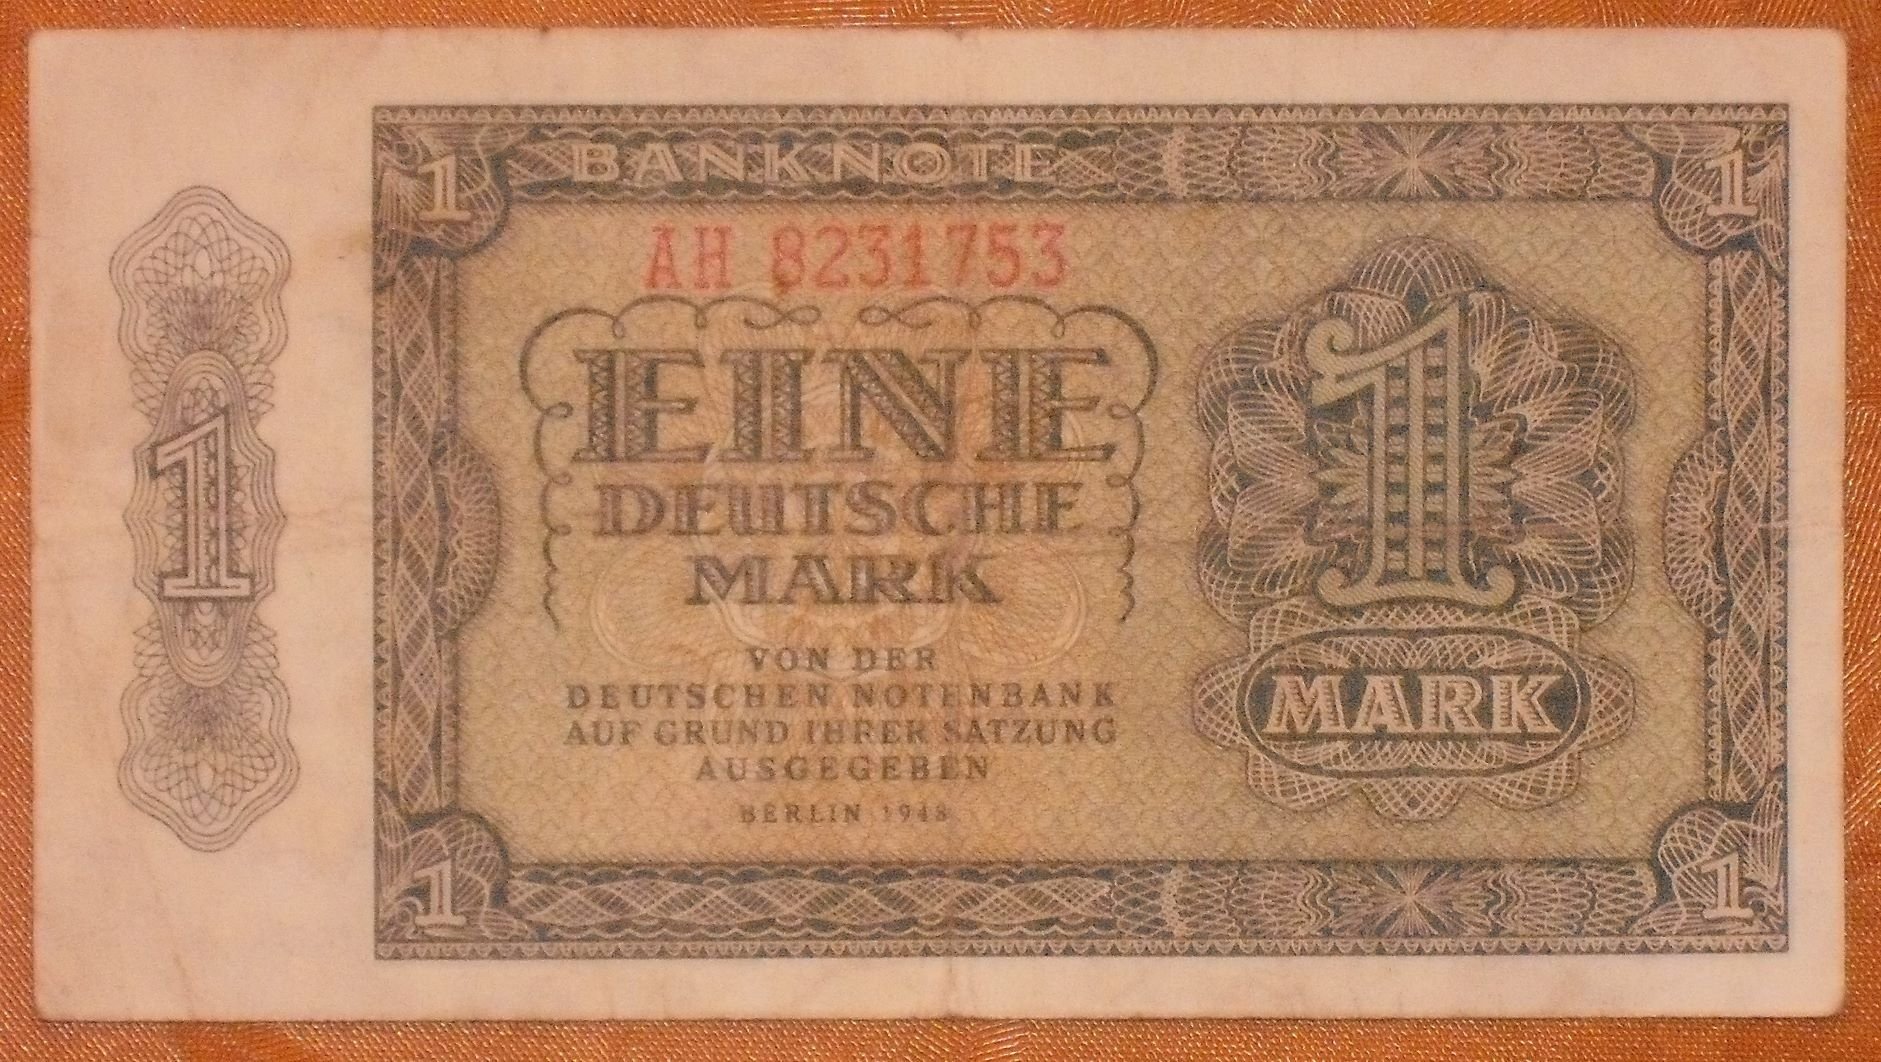 1 BANKNOTE 1
AH 8231753
EINE
DEUTSCHE
MARK
VON DER
DEUTSCHEN NOTENBANK
AUF GRUND IHRER SATZUNG
AUSGEGEBEN
BERLIN 1948
1
1
MARK
1 1